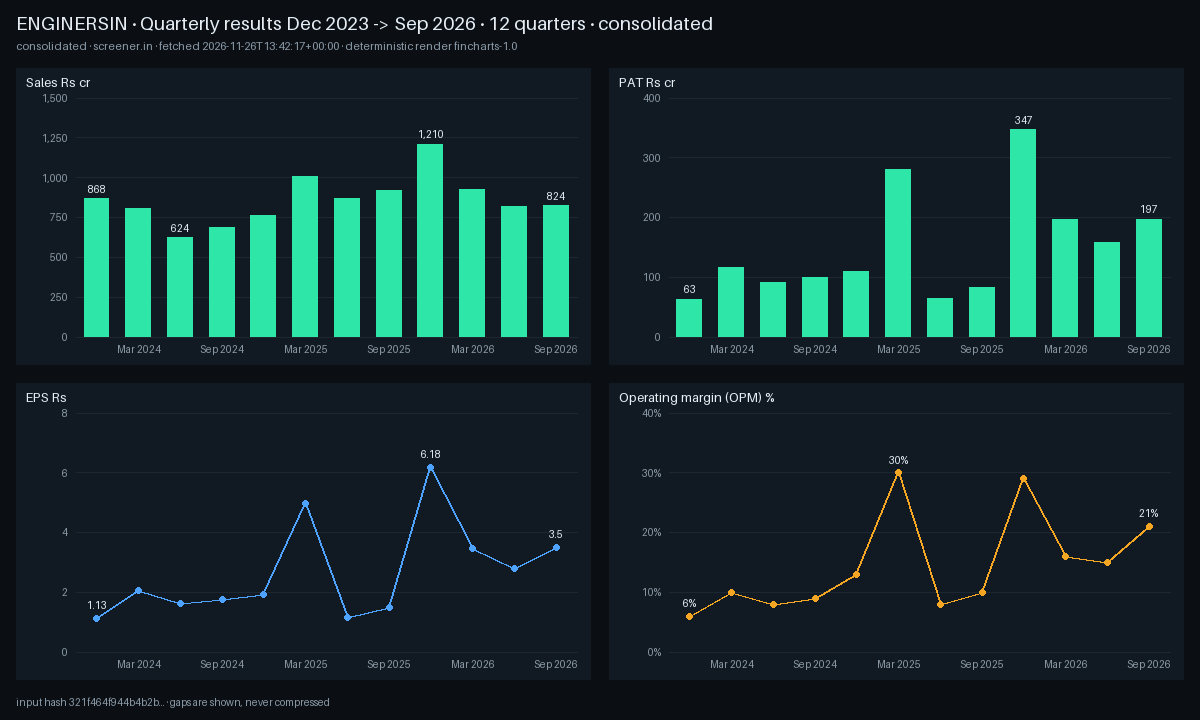 ENGINERSIN · Quarterly results Dec 2023 -> Sep 2026 · 12 quarters · consolidated
consolidated · screener.in · fetched 2026-11-26T13:42:17+00:00 · deterministic render fincharts-1.0
Sales Rs cr
1,500
1,250
1,000
750
500
250
0
868
624
1,210
824
Mar 2024
Sep 2024
Mar 2025
Sep 2025
Mar 2026
Sep 2026
PAT Rs cr
400
300
200
100
0
63
347
197
Mar 2024
Sep 2024
Mar 2025
Sep 2025
Mar 2026
Sep 2026
EPS Rs
8
6
4
2
0
1.13
6.18
3.5
Mar 2024
Sep 2024
Mar 2025
Sep 2025
Mar 2026
Sep 2026
Operating margin (OPM) %
40%
30%
20%
10%
0%
6%
30%
21%
Mar 2024
Sep 2024
Mar 2025
Sep 2025
Mar 2026
Sep 2026
input hash 321f464f944b4b2b… · gaps are shown, never compressed